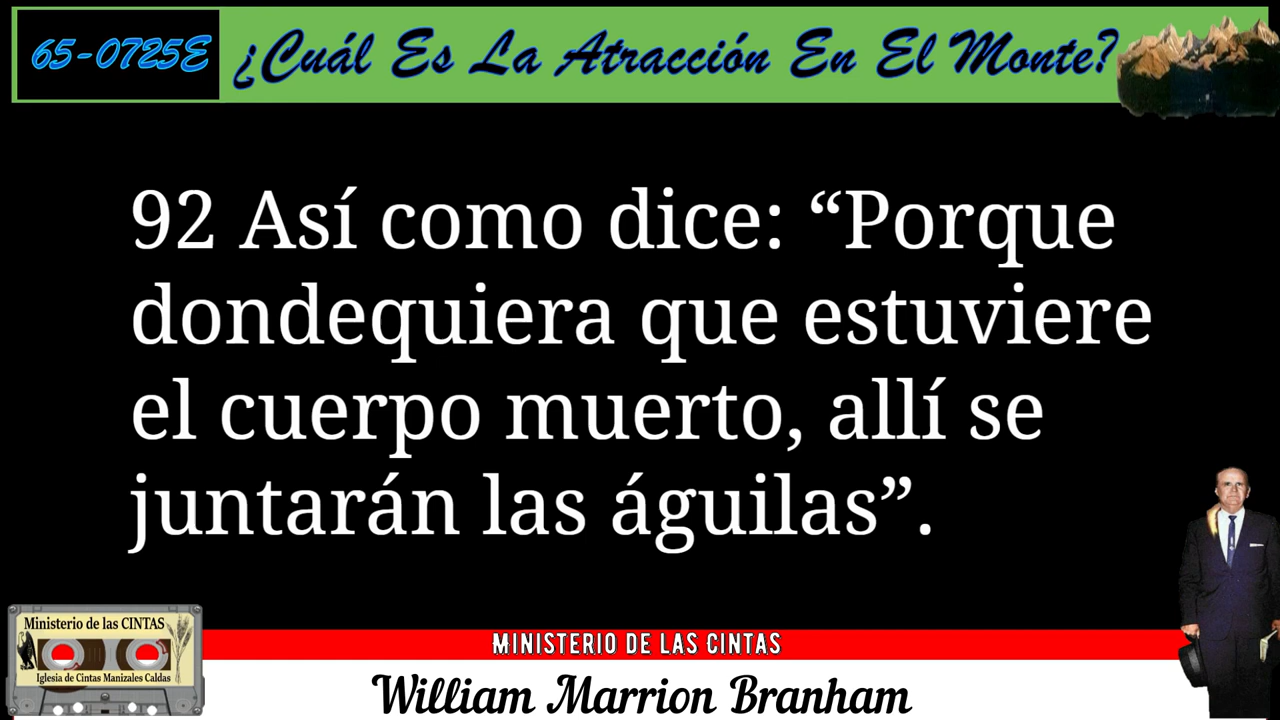 65-0725E ¿Cuál Es La Atracción En El Monte?
92 Así como dice: “Porque
dondequiera que estuviere
el cuerpo muerto, allí se
juntarán las águilas”.
Ministerio de las CINTAS
Iglesia de Cintas Manizales Caldas
MINISTERIO DE LAS CINTAS
William Marrion Branham